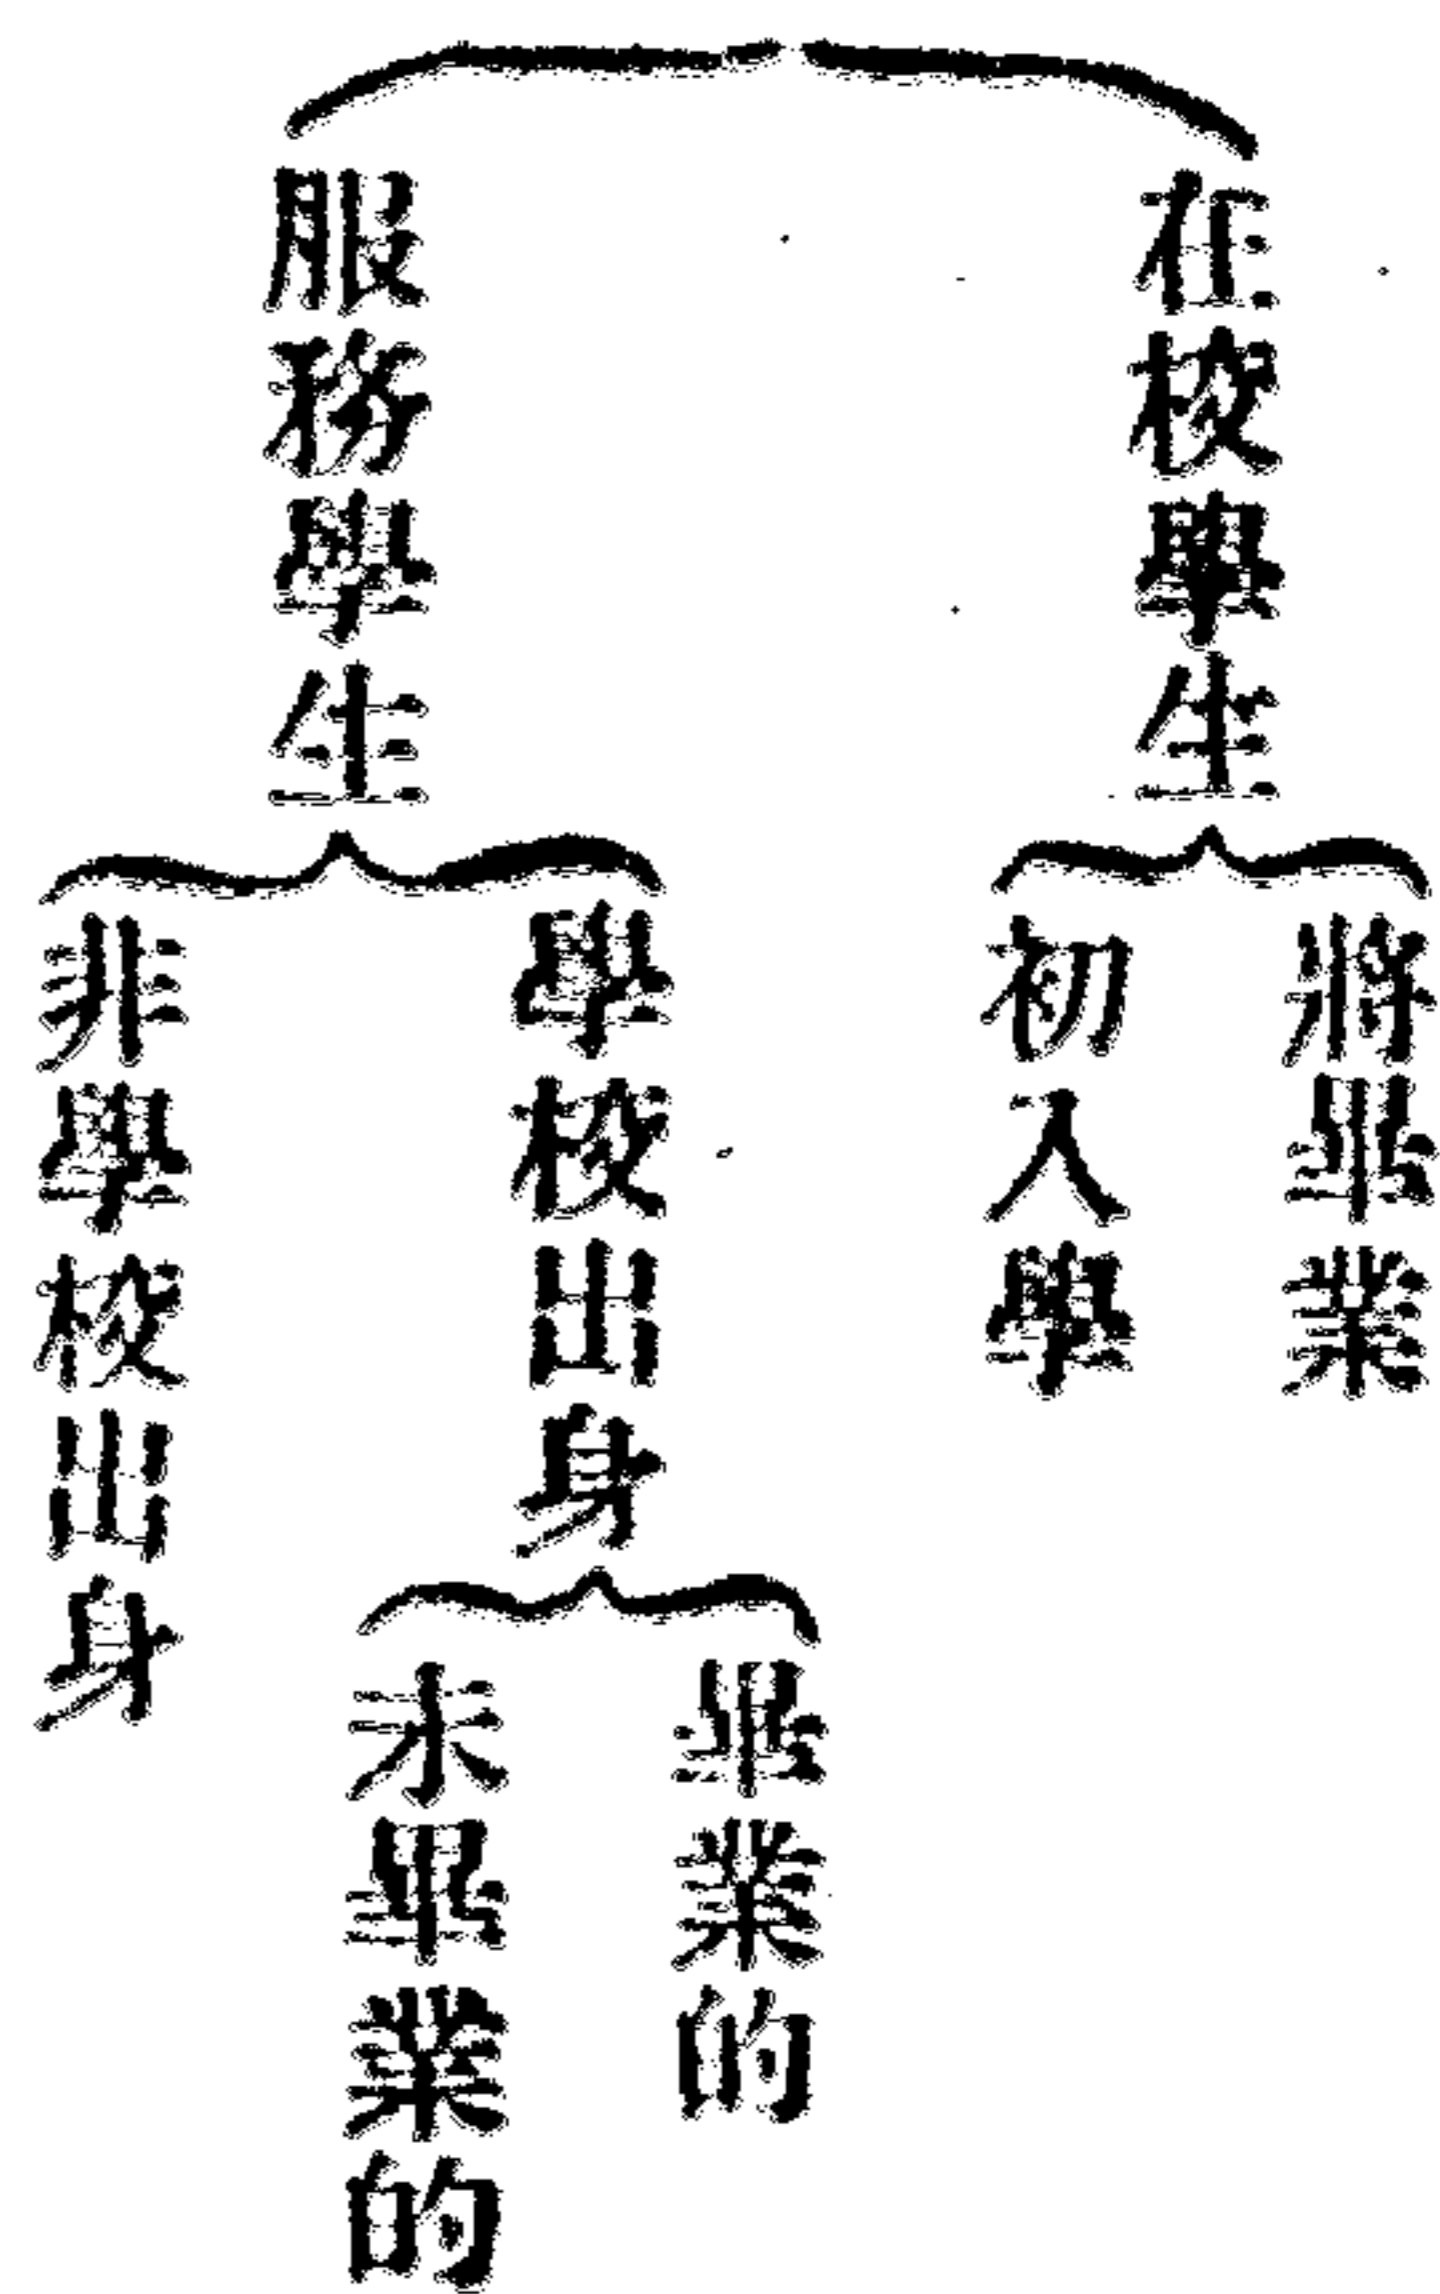 在校學生
將畢業
初入學
服務學生
學校出身
畢業的
未畢業的
非學校出身